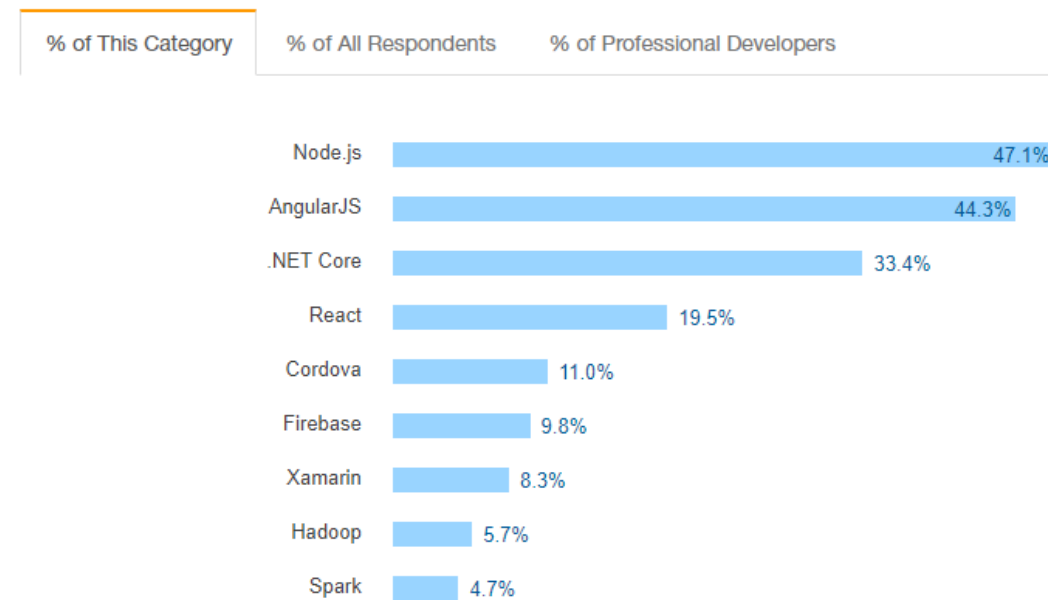 % of This Category % of All Respondents % of Professional Developers
Node.js 47.1%
AngularJS 44.3%
.NET Core 33.4%
React 19.5%
Cordova 11.0%
Firebase 9.8%
Xamarin 8.3%
Hadoop 5.7%
Spark 4.7%